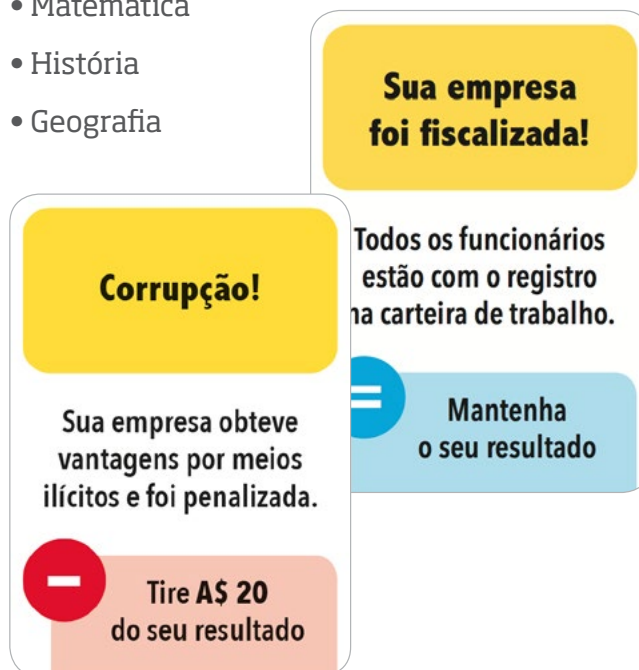 • Matemática
• História
• Geografia
Sua empresa
foi fiscalizada!
Todos os funcionários
estão com o registro
na carteira de trabalho.
=
Mantenha
o seu resultado
Corrupção!
Sua empresa obteve
vantagens por meios
ilícitos e foi penalizada.
−
Tire A$ 20
do seu resultado